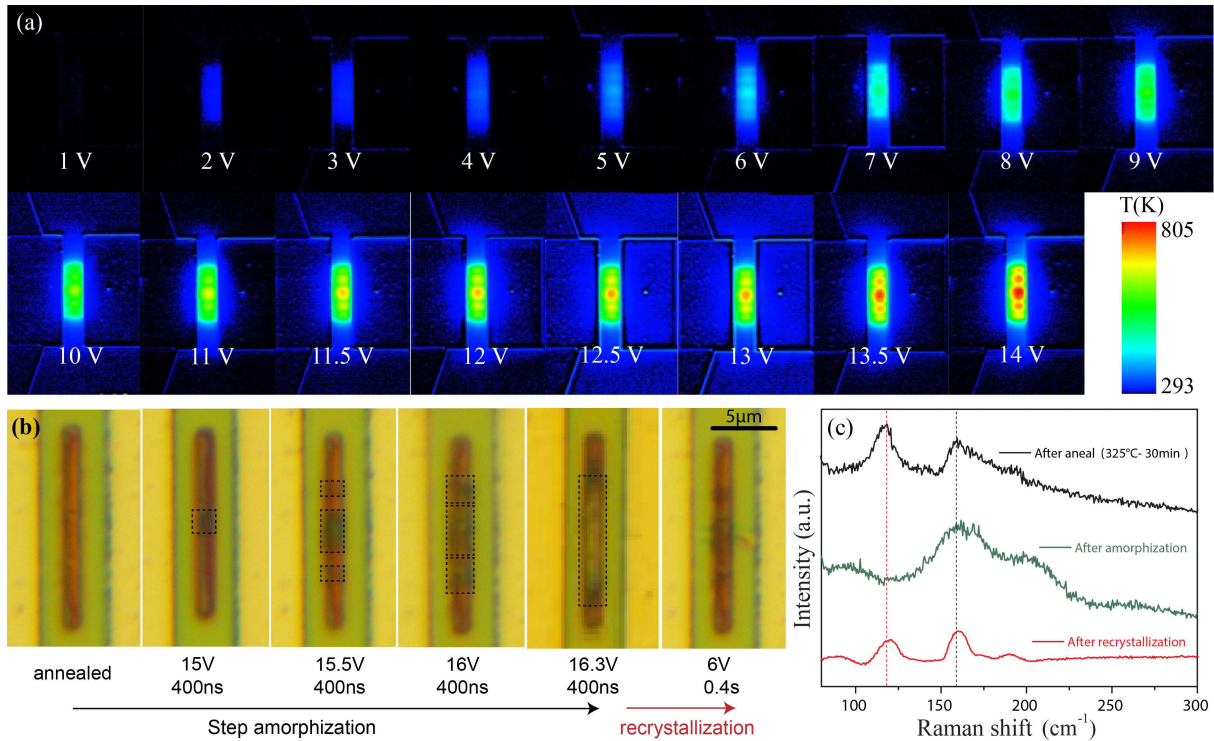 (a)
1 V
2 V
3 V
4 V
5 V
6 V
7 V
8 V
9 V
10 V
11 V
11.5 V
12 V
12.5 V
13 V
13.5 V
14 V
T(K)
805
293
(b)
5μm
annealed
15V
400ns
15.5V
400ns
16V
400ns
16.3V
400ns
6V
0.4s
Step amorphization
recrystallization
(c)
After aneal (325°C- 30min )
After amorphization
After recrystallization
Intensity (a.u.)
100
150
200
250
300
Raman shift (cm⁻¹)